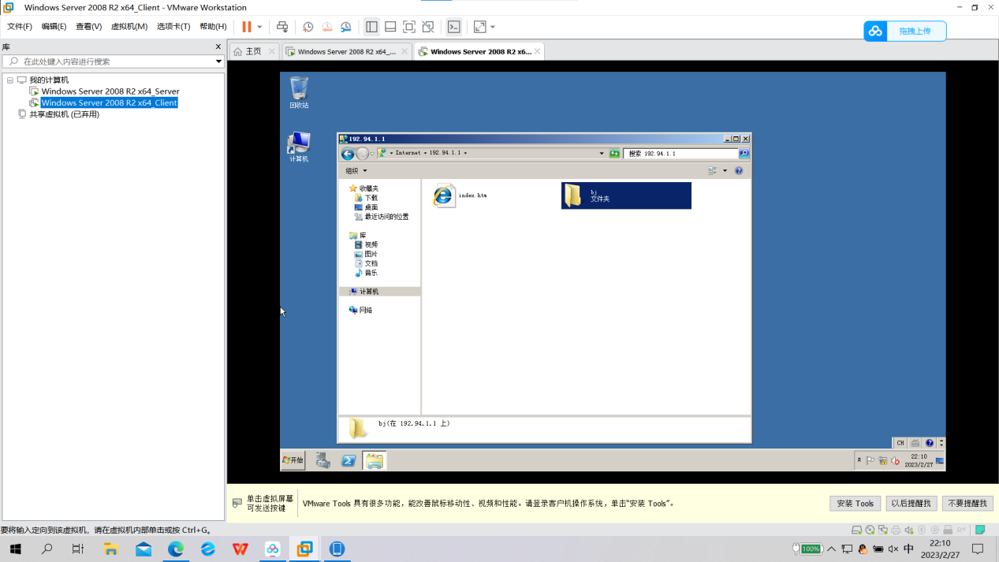 Windows Server 2008 R2 x64_Client - VMware Workstation
文件(F) 编辑(E) 查看(V) 虚拟机(M) 选项卡(T) 帮助(H)
拖拽上传
库
在此处键入内容进行搜索
我的计算机
Windows Server 2008 R2 x64_Server
Windows Server 2008 R2 x64_Client
共享虚拟机 (已弃用)
主页
Windows Server 2008 R2 x64_...
Windows Server 2008 R2 x6...
回收站
计算机
192.94.1.1
Internet 192.94.1.1
搜索 192.94.1.1
组织
收藏夹
下载
桌面
最近访问的位置
库
视频
图片
文档
音乐
计算机
网络
index.htm
bj
文件夹
bj(在 192.94.1.1 上)
CH
开始
22:10
2023/2/27
单击虚拟屏幕
可发送按键
VMware Tools 具有很多功能，能改善鼠标移动性、视频和性能。请登录客户机操作系统，单击“安装 Tools”。
安装 Tools
以后提醒我
不要提醒我
要将输入定向到该虚拟机，请在虚拟机内部单击或按 Ctrl+G。
100%
中
22:10
2023/2/27